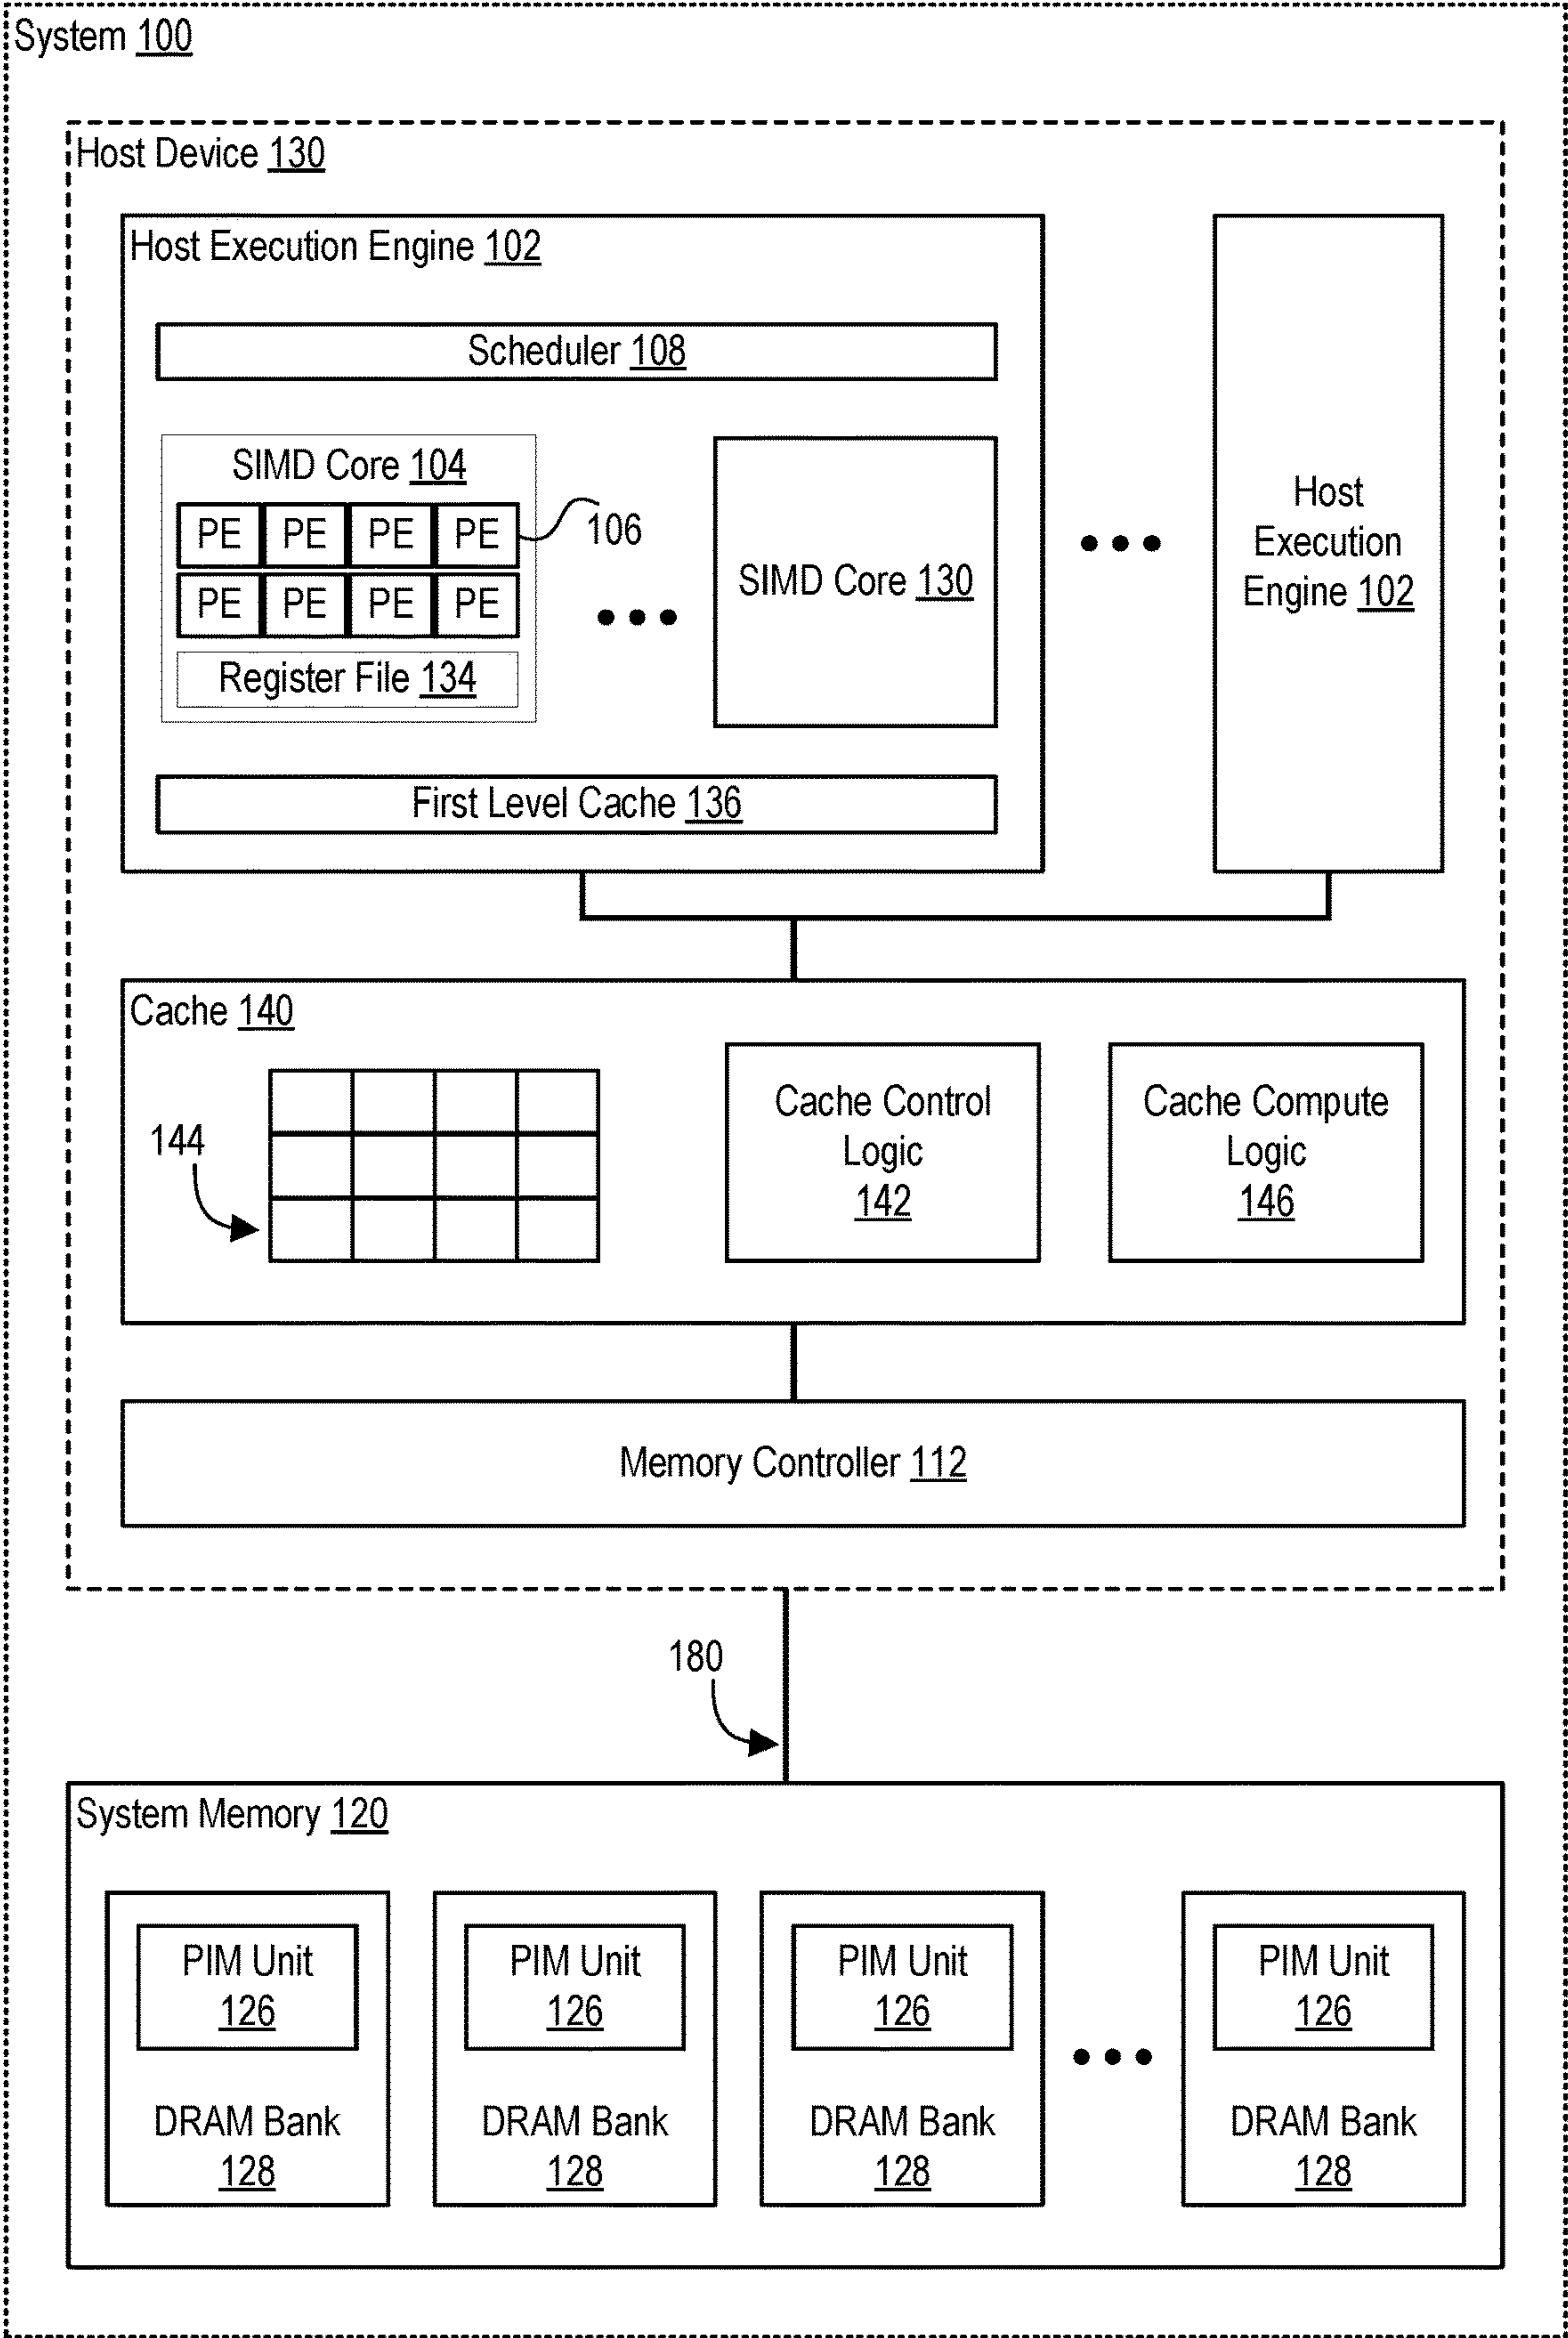 System 100
Host Device 130
Host Execution Engine 102
Scheduler 108
SIMD Core 104
PE PE PE PE
106
PE PE PE PE
Register File 134
SIMD Core 130
First Level Cache 136
Host
Execution
Engine 102
Cache 140
144
Cache Control
Logic
142
Cache Compute
Logic
146
Memory Controller 112
180
System Memory 120
PIM Unit
126
DRAM Bank
128
PIM Unit
126
DRAM Bank
128
PIM Unit
126
DRAM Bank
128
PIM Unit
126
DRAM Bank
128